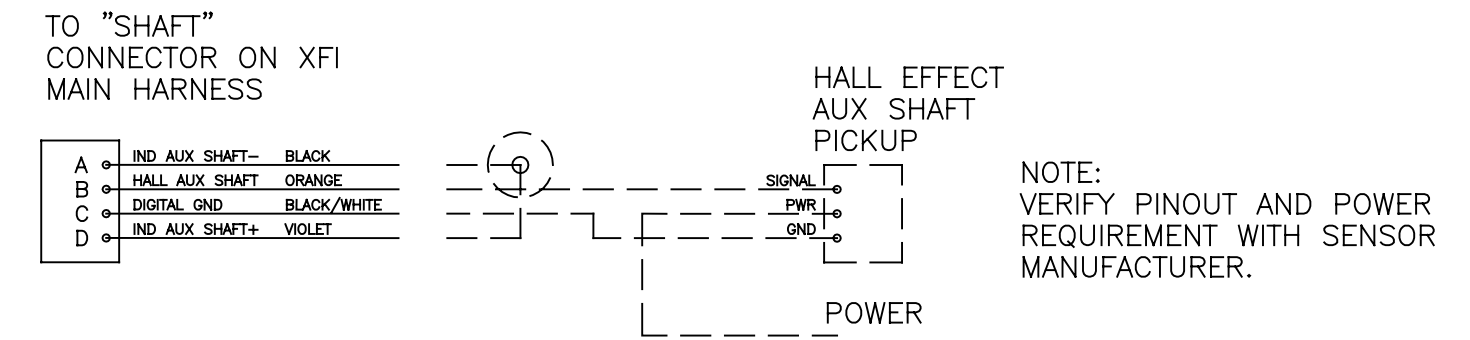 TO "SHAFT"
CONNECTOR ON XFI
MAIN HARNESS
HALL EFFECT
AUX SHAFT
PICKUP
A IND AUX SHAFT- BLACK
B HALL AUX SHAFT ORANGE
C DIGITAL GND BLACK/WHITE
D IND AUX SHAFT+ VIOLET
SIGNAL
PWR
GND
POWER
NOTE:
VERIFY PINOUT AND POWER
REQUIREMENT WITH SENSOR
MANUFACTURER.